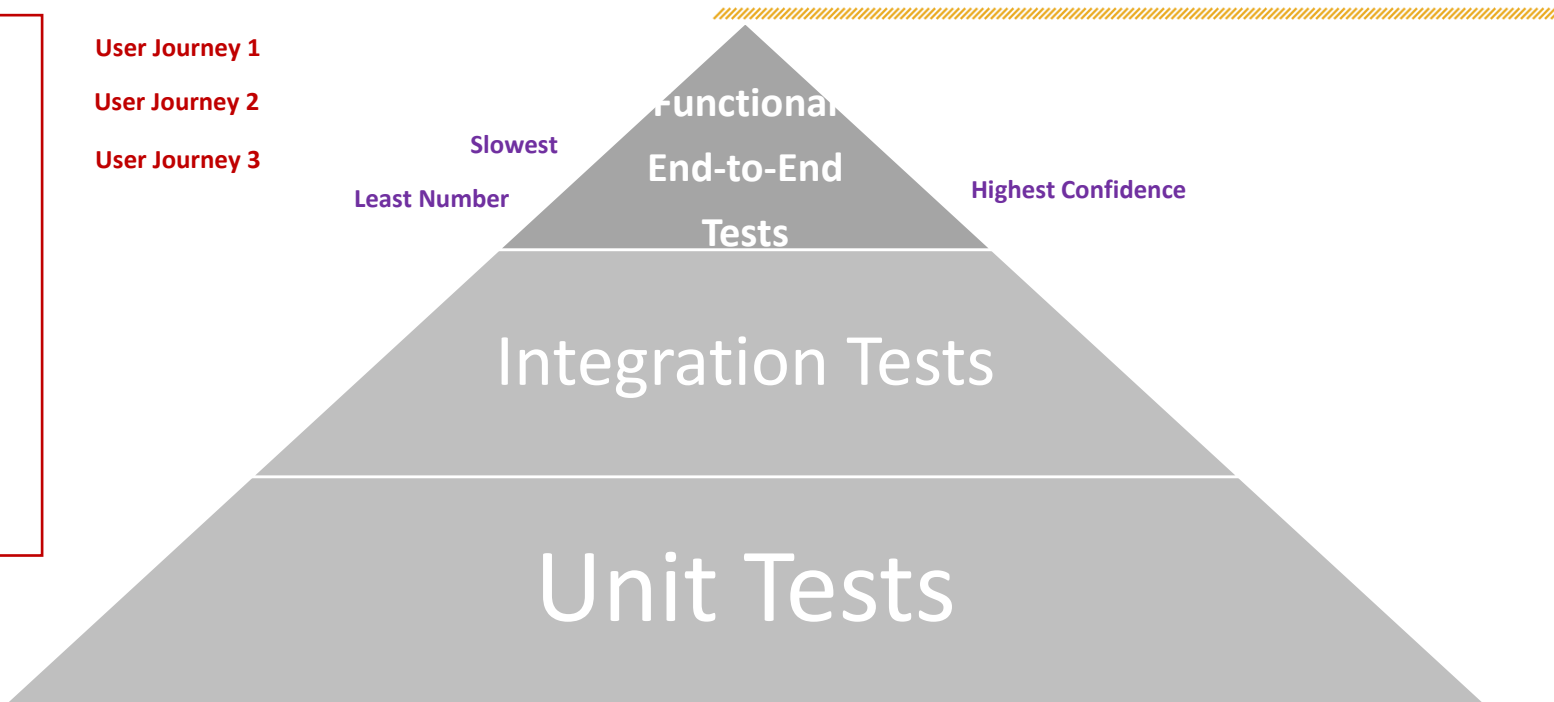 User Journey 1
User Journey 2
User Journey 3
Slowest
Least Number
Functional
End-to-End
Tests
Highest Confidence
Integration Tests
Unit Tests